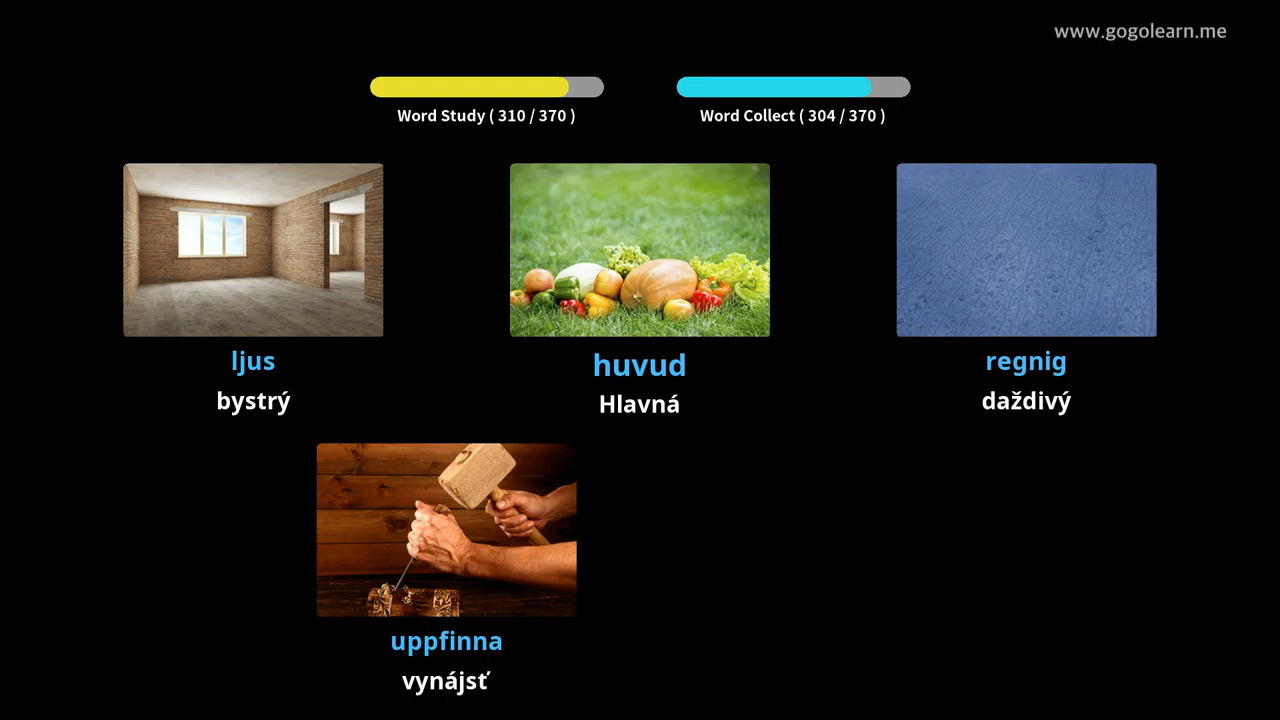 www.gogolearn.me
Word Study ( 310 / 370 )
Word Collect ( 304 / 370 )
ljus
huvud
regnig
bystrý
Hlavná
daždivý
uppfinna
vynájsť